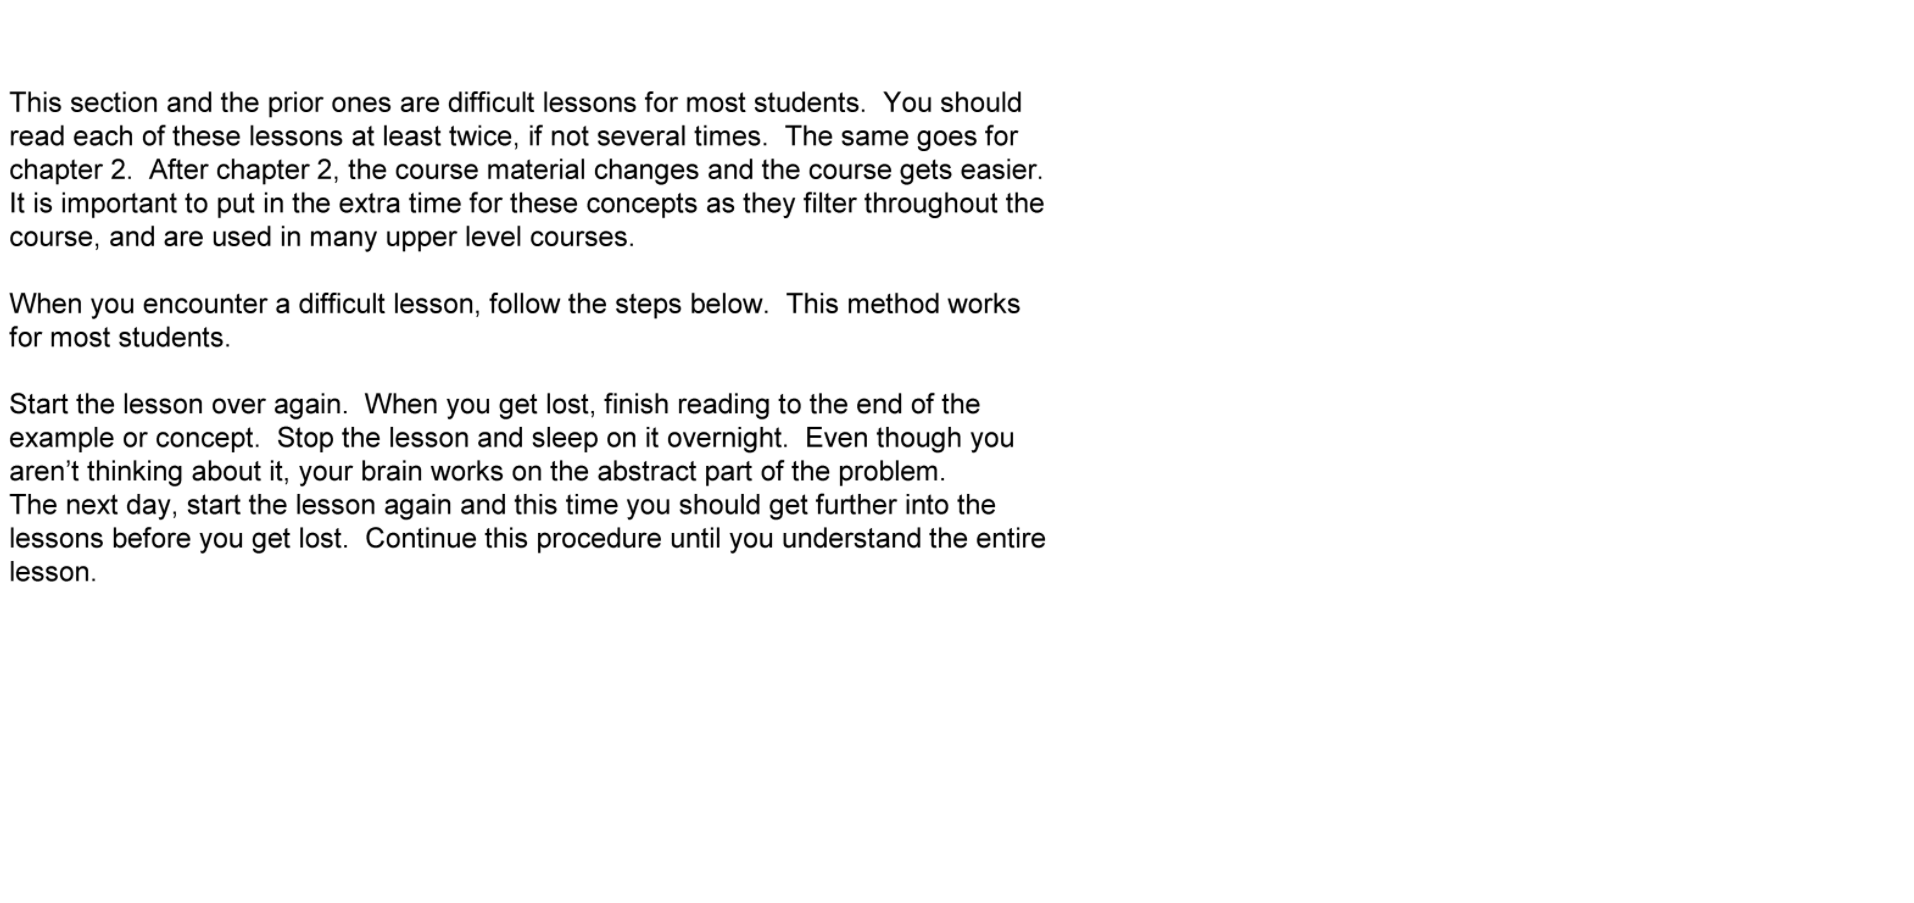 This section and the prior ones are difficult lessons for most students.  You should
read each of these lessons at least twice, if not several times.  The same goes for
chapter 2.  After chapter 2, the course material changes and the course gets easier.
It is important to put in the extra time for these concepts as they filter throughout the
course, and are used in many upper level courses.
When you encounter a difficult lesson, follow the steps below.  This method works
for most students.
Start the lesson over again.  When you get lost, finish reading to the end of the
example or concept.  Stop the lesson and sleep on it overnight.  Even though you
aren’t thinking about it, your brain works on the abstract part of the problem.
The next day, start the lesson again and this time you should get further into the
lessons before you get lost.  Continue this procedure until you understand the entire
lesson.